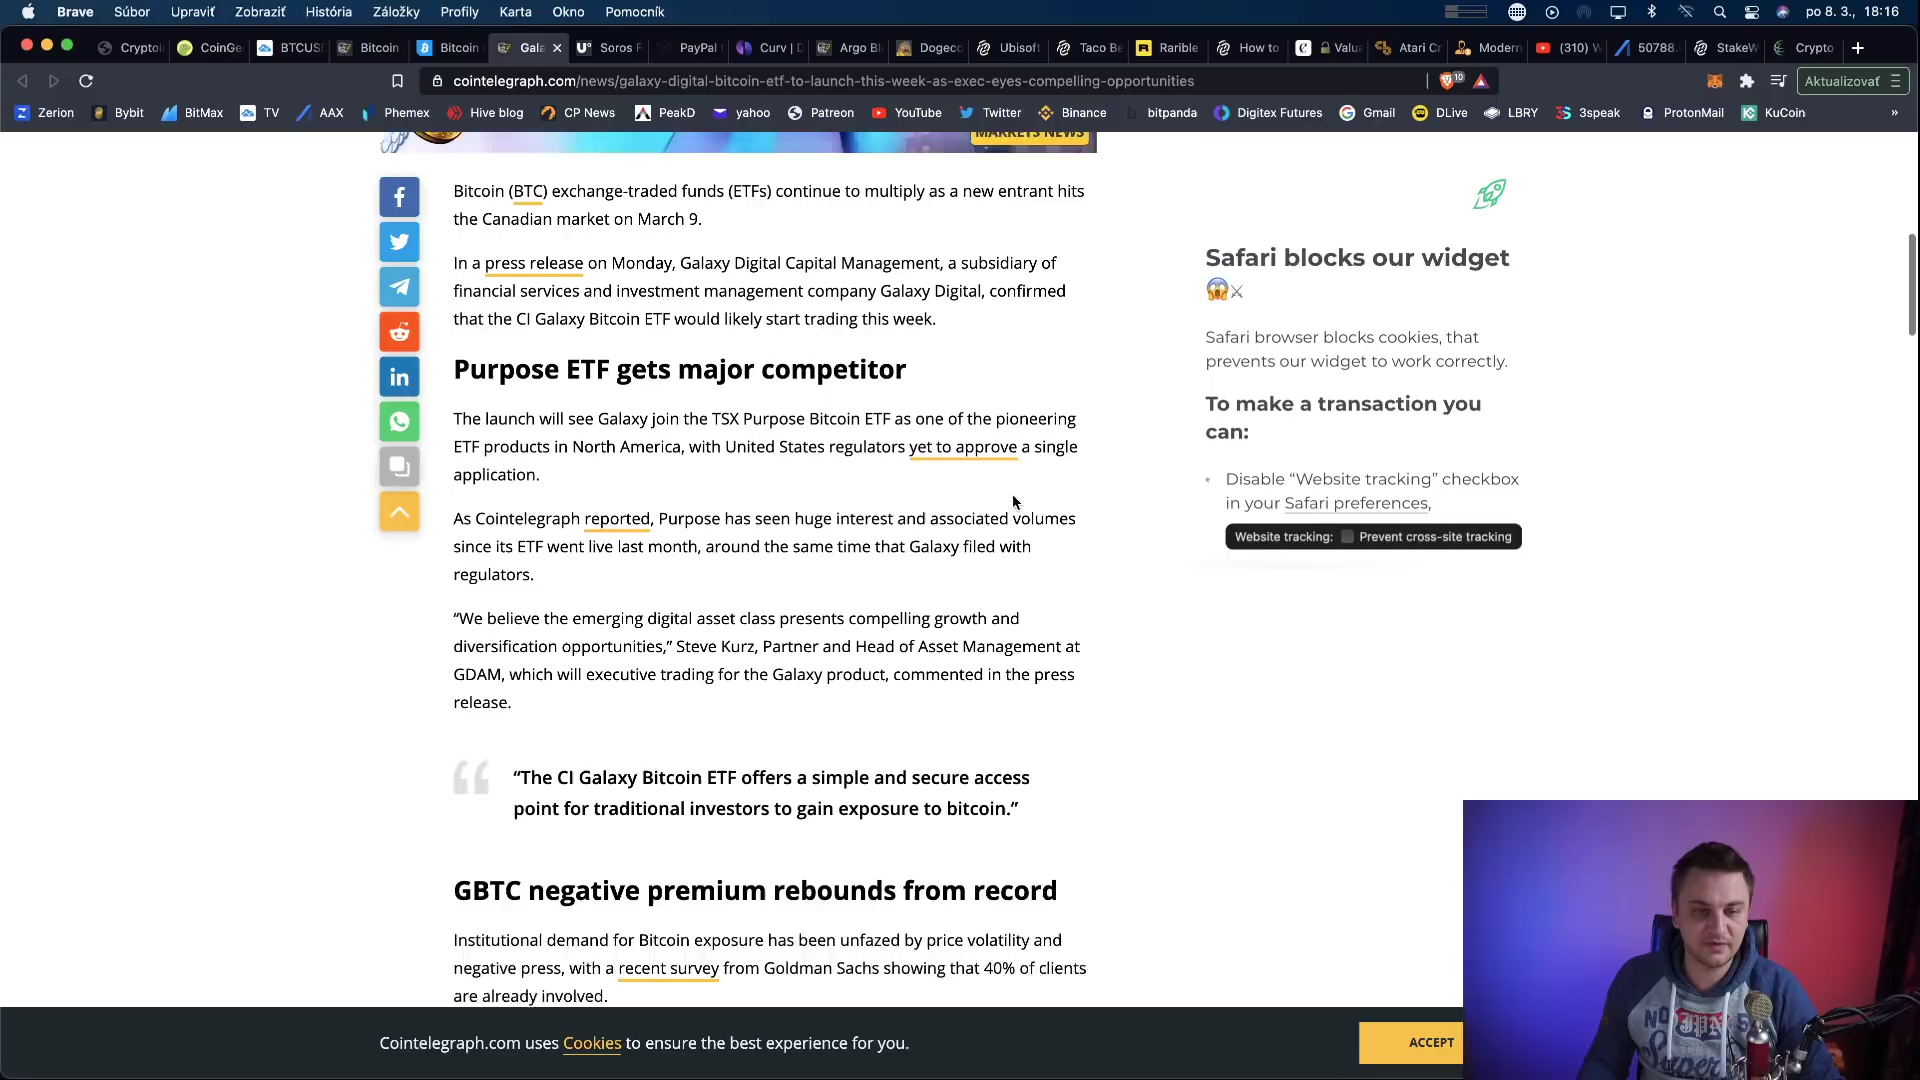 Brave Súbor Upraviť Zobraziť História Záložky Profily Karta Okno Pomocník po 8. 3., 18:16
Cryptoi CoinGe BTCUS Bitcoin Bitcoin Gala Soros F PayPal Curv | D Argo Bl Dogeco Ubisoft Taco Be Rarible How to Valua Atari Cr Modern (310) W 50788. StakeW Crypto
cointelegraph.com/news/galaxy-digital-bitcoin-etf-to-launch-this-week-as-exec-eyes-compelling-opportunities 10 Aktualizovať
Zerion Bybit BitMax TV AAX Phemex Hive blog CP News PeakD yahoo Patreon YouTube Twitter Binance bitpanda Digitex Futures Gmail DLive LBRY 3speak ProtonMail KuCoin »
MARKETS NEWS
Bitcoin (BTC) exchange-traded funds (ETFs) continue to multiply as a new entrant hits
the Canadian market on March 9.
In a press release on Monday, Galaxy Digital Capital Management, a subsidiary of
financial services and investment management company Galaxy Digital, confirmed
that the CI Galaxy Bitcoin ETF would likely start trading this week.
Purpose ETF gets major competitor
The launch will see Galaxy join the TSX Purpose Bitcoin ETF as one of the pioneering
ETF products in North America, with United States regulators yet to approve a single
application.
As Cointelegraph reported, Purpose has seen huge interest and associated volumes
since its ETF went live last month, around the same time that Galaxy filed with
regulators.
“We believe the emerging digital asset class presents compelling growth and
diversification opportunities,” Steve Kurz, Partner and Head of Asset Management at
GDAM, which will executive trading for the Galaxy product, commented in the press
release.
“The CI Galaxy Bitcoin ETF offers a simple and secure access
point for traditional investors to gain exposure to bitcoin.”
GBTC negative premium rebounds from record
Institutional demand for Bitcoin exposure has been unfazed by price volatility and
negative press, with a recent survey from Goldman Sachs showing that 40% of clients
are already involved.
Safari blocks our widget
Safari browser blocks cookies, that
prevents our widget to work correctly.
To make a transaction you
can:
Disable “Website tracking” checkbox
in your Safari preferences,
Website tracking: Prevent cross-site tracking
Cointelegraph.com uses Cookies to ensure the best experience for you.
ACCEPT